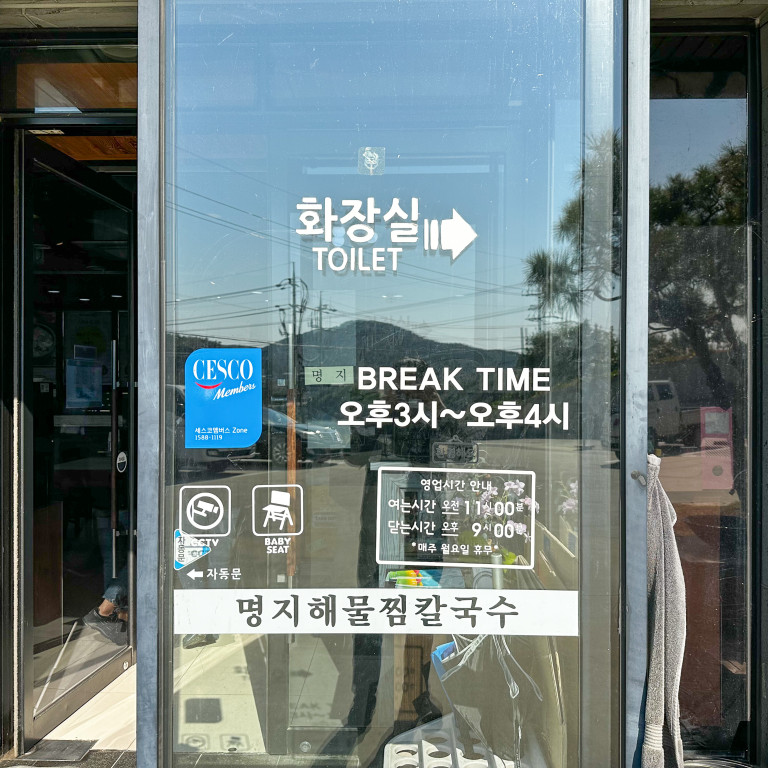 화장실
TOILET
CESCO
Members
세스코멤버스 Zone
1588-1119
명지
BREAK TIME
오후3시~오후4시
영업시간 안내
여는시간 오전 11시00분
닫는시간 오후 9시00분
*매주 월요일 휴무*
CCTV
BABY
SEAT
자동문
명지해물찜칼국수